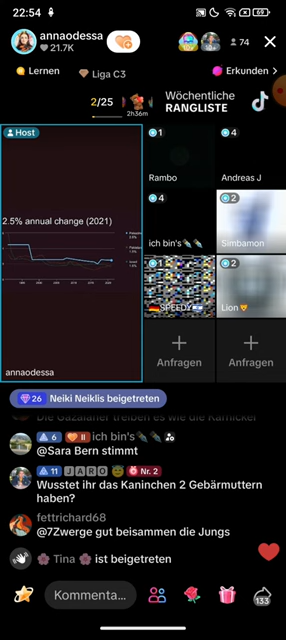 22:54
69
annaodessa
21.7K
74
Lernen
Liga C3
Erkunden >
2/25
2h36m
Wöchentliche
RANGLISTE
Host
1
4
2.5% annual change (2021)
Rambo
Andreas J
4
2
ich bin's
Simbamon
1
2
SPEEDY
Lion
Anfragen
Anfragen
annaodessa
26 Neiki Neiklis beigetreten
Die Gazafaner treiben es wie die Karnickel
6 II ich bin's
@Sara Bern stimmt
11 JARO Nr. 2
Wusstet ihr das Kaninchen 2 Gebärmuttern
haben?
fettrichard68
@7Zwerge gut beisammen die Jungs
Tina ist beigetreten
Kommenta...
133